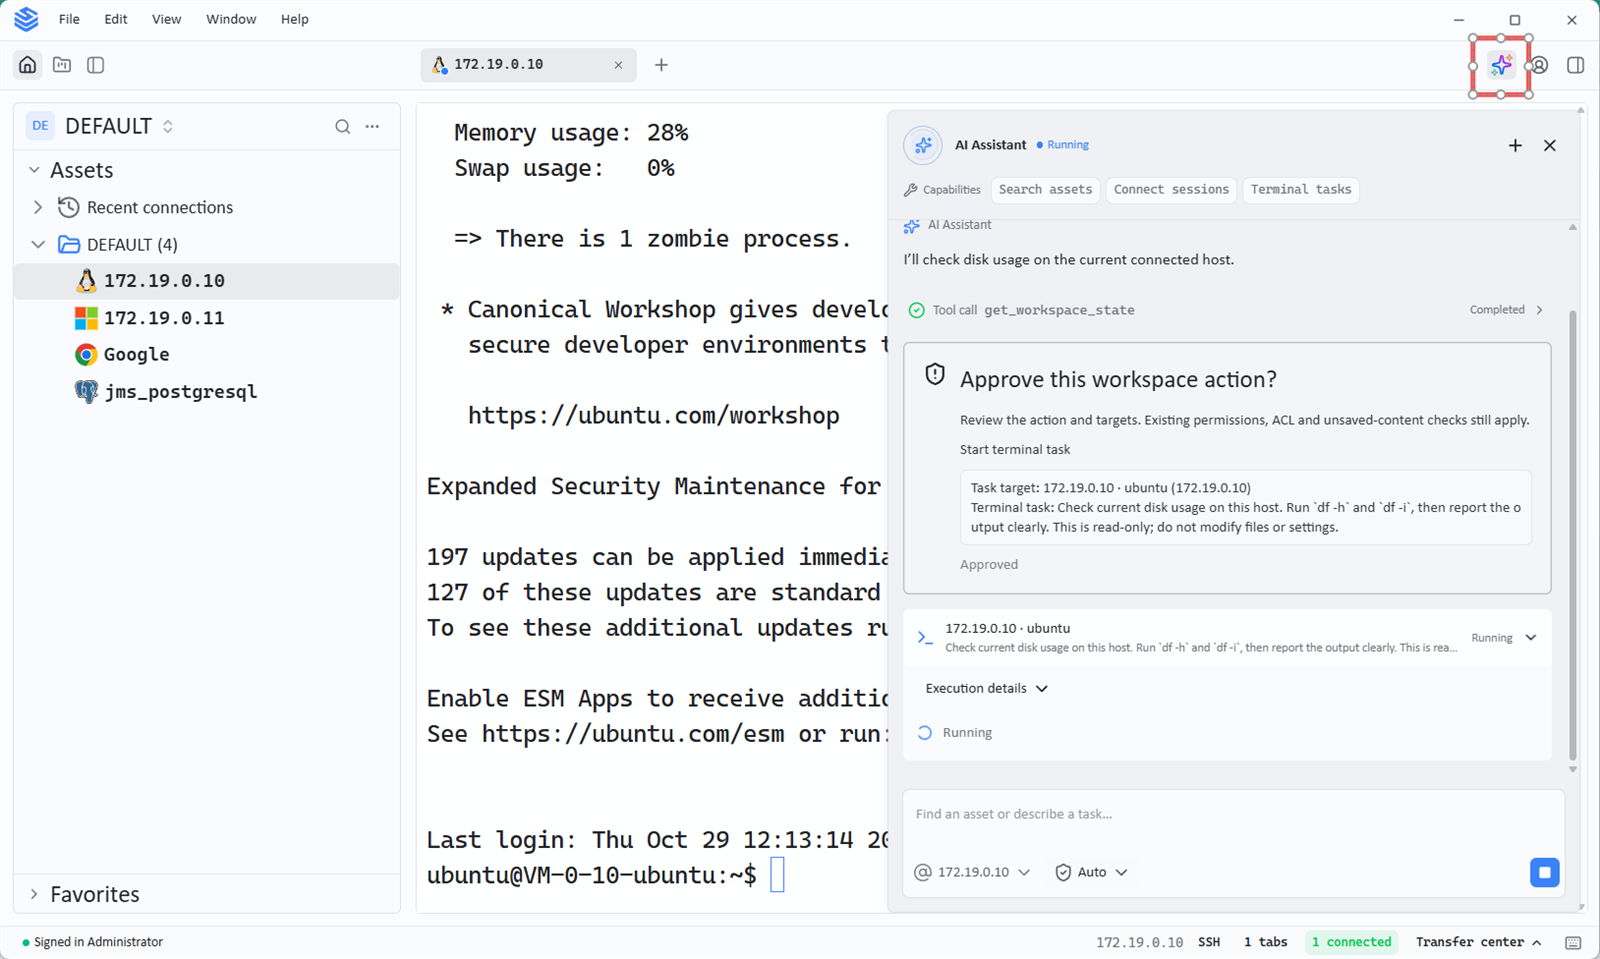 File Edit View Window Help
172.19.0.10
DE DEFAULT
Assets
Recent connections
DEFAULT (4)
172.19.0.10
172.19.0.11
Google
jms_postgresql
Favorites
Memory usage: 28%
Swap usage: 0%
=> There is 1 zombie process.
* Canonical Workshop gives develo
secure developer environments t
https://ubuntu.com/workshop
Expanded Security Maintenance for
197 updates can be applied immedia
127 of these updates are standard
To see these additional updates ru
Enable ESM Apps to receive additio
See https://ubuntu.com/esm or run:
Last login: Thu Oct 29 12:13:14 20
ubuntu@VM-0-10-ubuntu:~$
AI Assistant Running
Capabilities Search assets Connect sessions Terminal tasks
AI Assistant
I'll check disk usage on the current connected host.
Tool call get_workspace_state Completed
Approve this workspace action?
Review the action and targets. Existing permissions, ACL and unsaved-content checks still apply.
Start terminal task
Task target: 172.19.0.10 · ubuntu (172.19.0.10)
Terminal task: Check current disk usage on this host. Run `df -h` and `df -i`, then report the o
utput clearly. This is read-only; do not modify files or settings.
Approved
172.19.0.10 · ubuntu
Check current disk usage on this host. Run `df -h` and `df -i`, then report the output clearly. This is rea...
Running
Execution details
Running
Find an asset or describe a task...
@ 172.19.0.10 Auto
Signed in Administrator
172.19.0.10 SSH 1 tabs 1 connected Transfer center